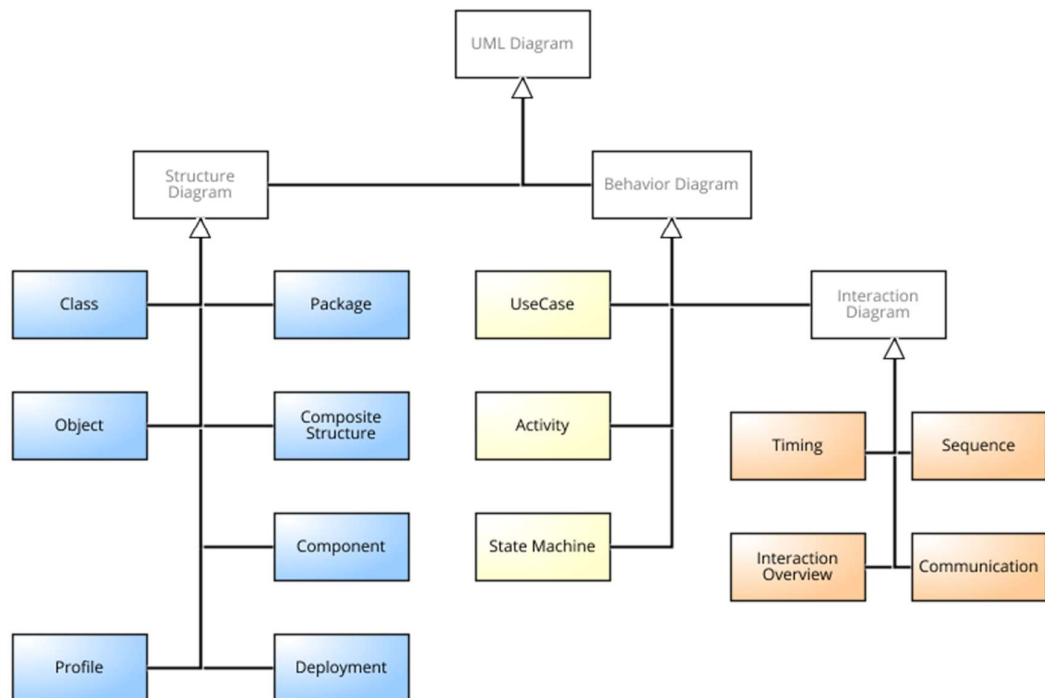 UML Diagram
Structure
Diagram
Behavior Diagram
Class
Package
UseCase
Interaction
Diagram
Object
Composite
Structure
Activity
Timing
Sequence
Component
State Machine
Interaction
Overview
Communication
Profile
Deployment